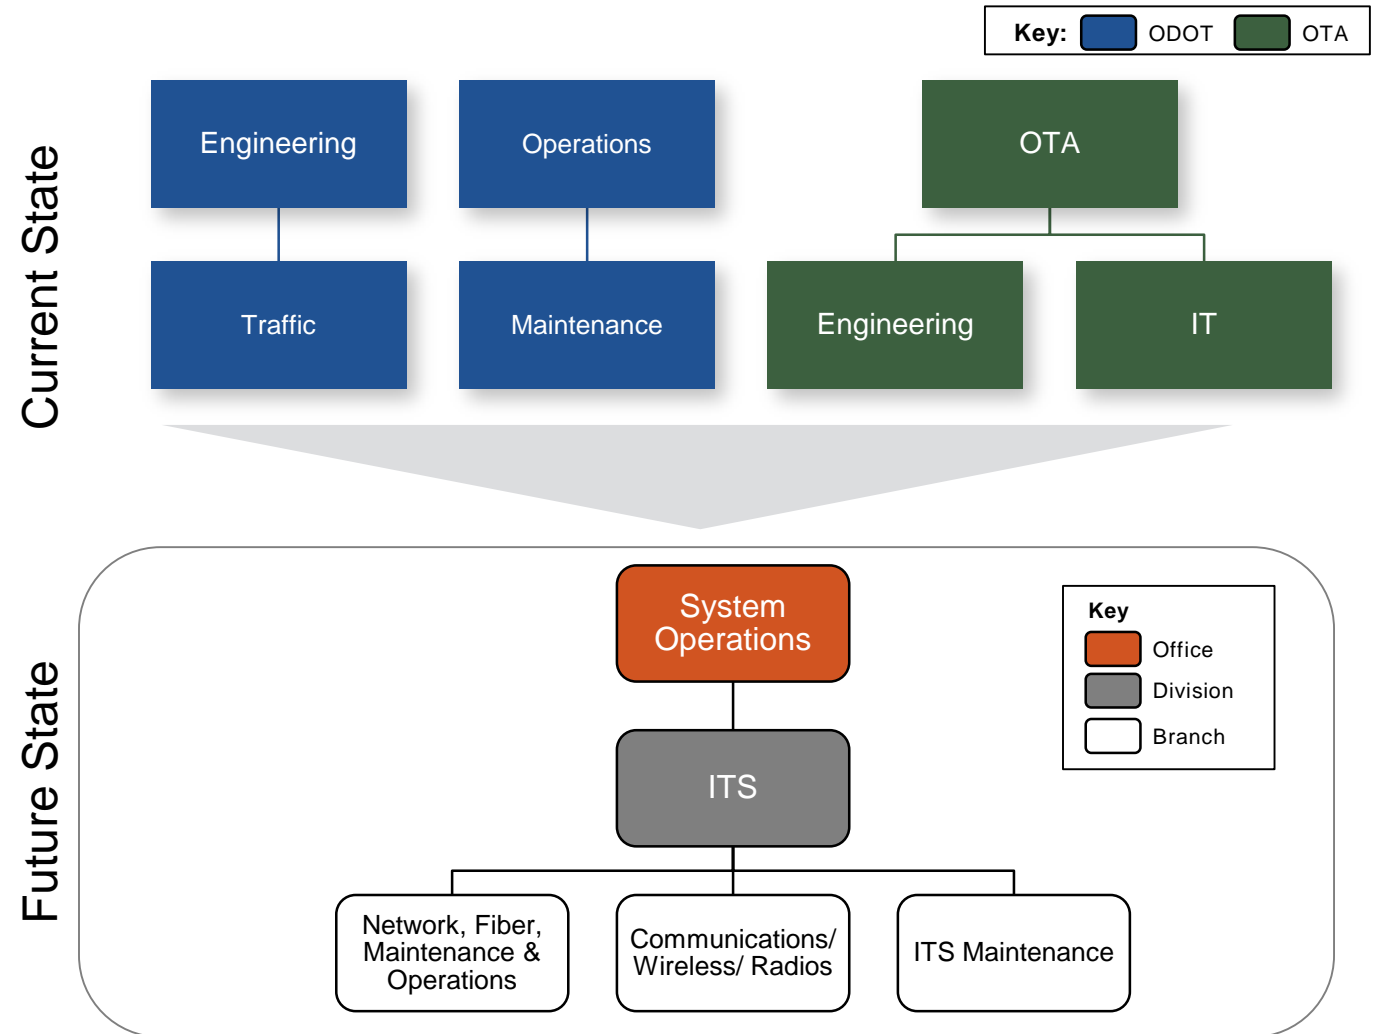 Key: ODOT OTA
Current State
Engineering
Operations
OTA
Traffic
Maintenance
Engineering
IT
Future State
System
Operations
Key
Office
Division
Branch
ITS
Network, Fiber,
Maintenance &
Operations
Communications/
Wireless/ Radios
ITS Maintenance